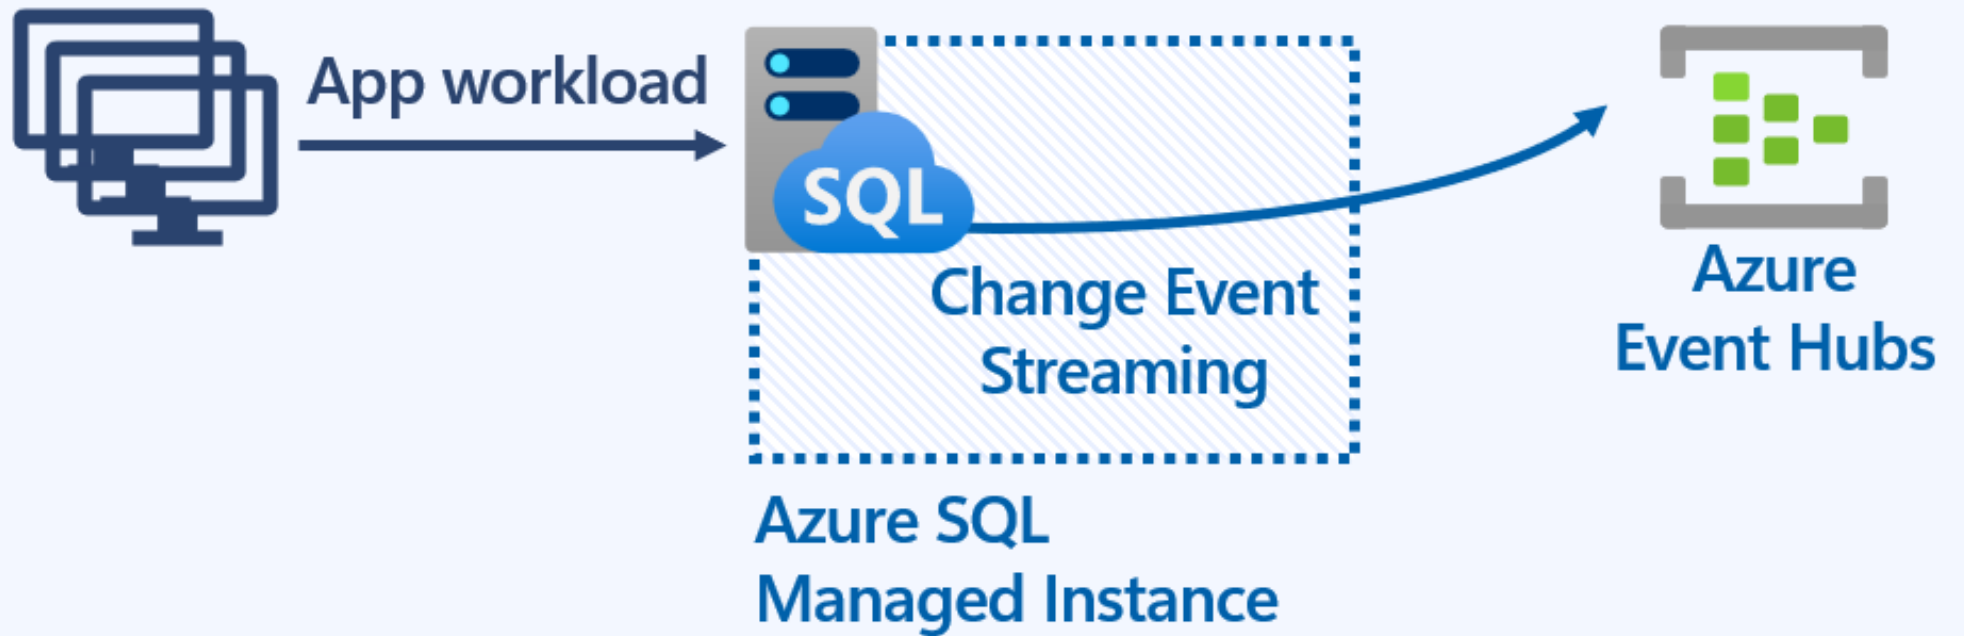 App workload
SQL
Change Event
Streaming
Azure
Event Hubs
Azure SQL
Managed Instance